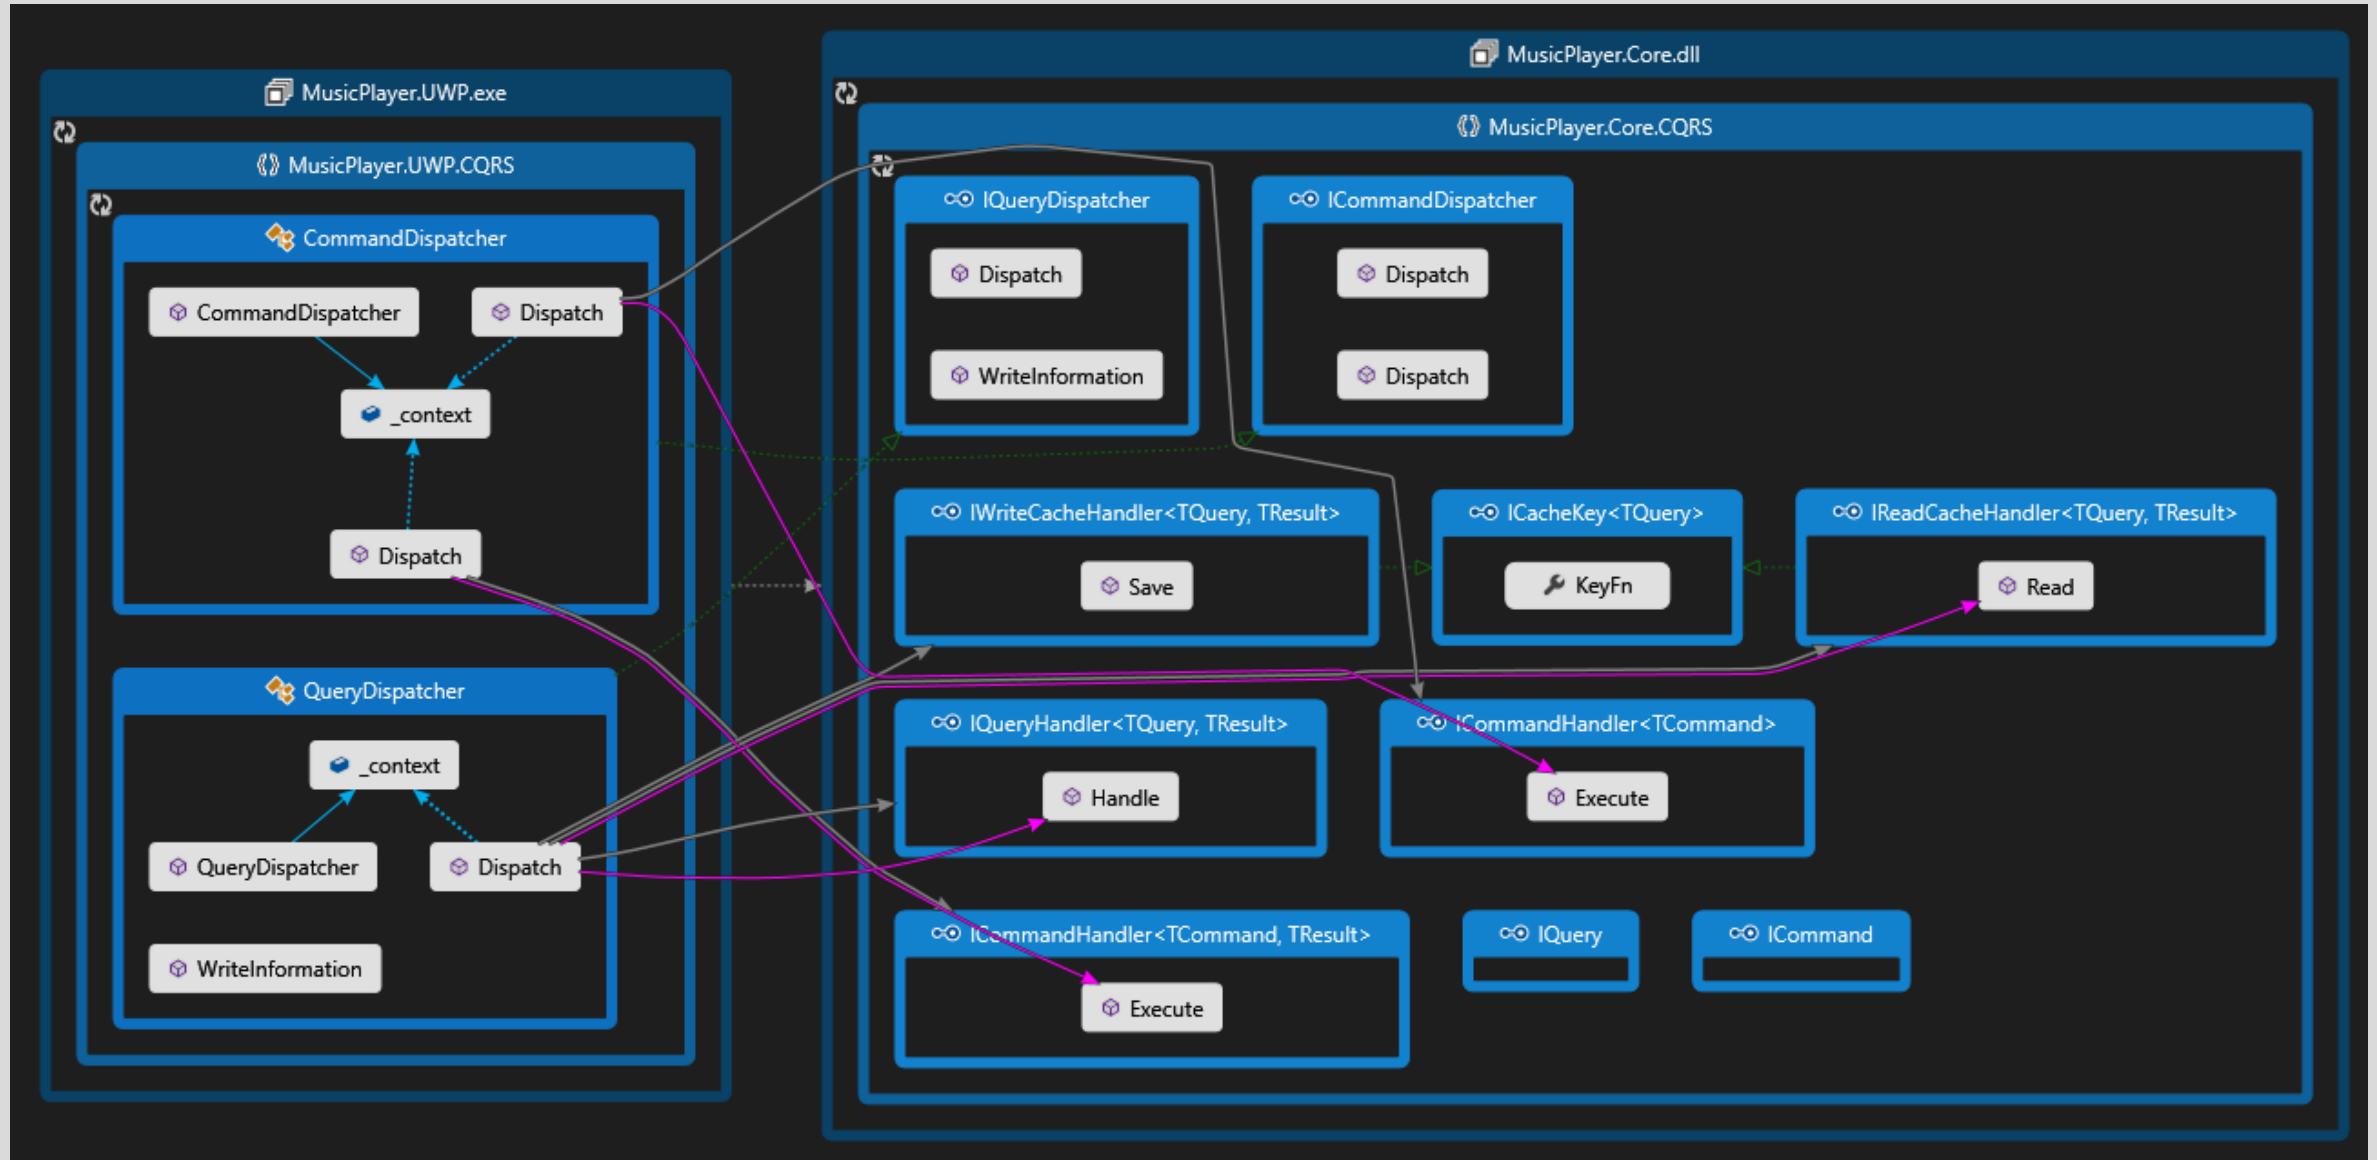 MusicPlayer.UWP.exe
MusicPlayer.UWP.CQRS
CommandDispatcher
CommandDispatcher
Dispatch
_context
Dispatch
QueryDispatcher
_context
QueryDispatcher
Dispatch
WriteInformation
MusicPlayer.Core.dll
MusicPlayer.Core.CQRS
IQueryDispatcher
Dispatch
WriteInformation
ICommandDispatcher
Dispatch
Dispatch
IWriteCacheHandler<TQuery, TResult>
Save
ICacheKey<TQuery>
KeyFn
IReadCacheHandler<TQuery, TResult>
Read
IQueryHandler<TQuery, TResult>
Handle
ICommandHandler<TCommand>
Execute
ICommandHandler<TCommand, TResult>
Execute
IQuery
ICommand